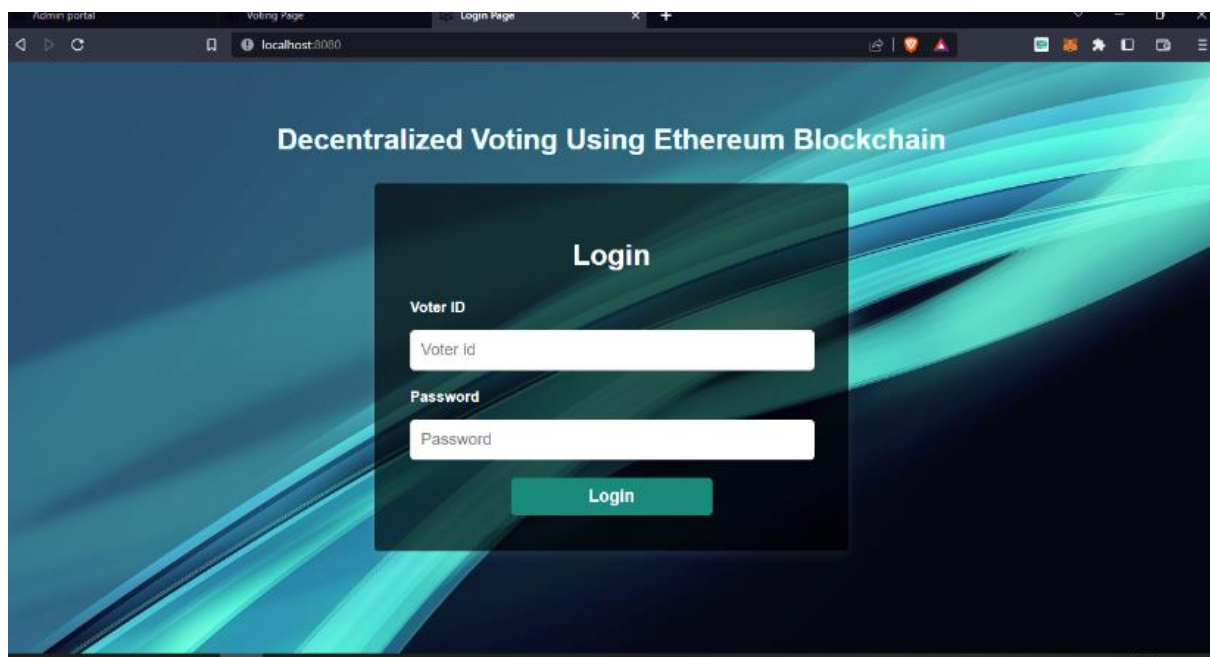 Admin portal
Voting Page
Login Page
localhost:8080
Decentralized Voting Using Ethereum Blockchain
Login
Voter ID
Voter id
Password
Password
Login